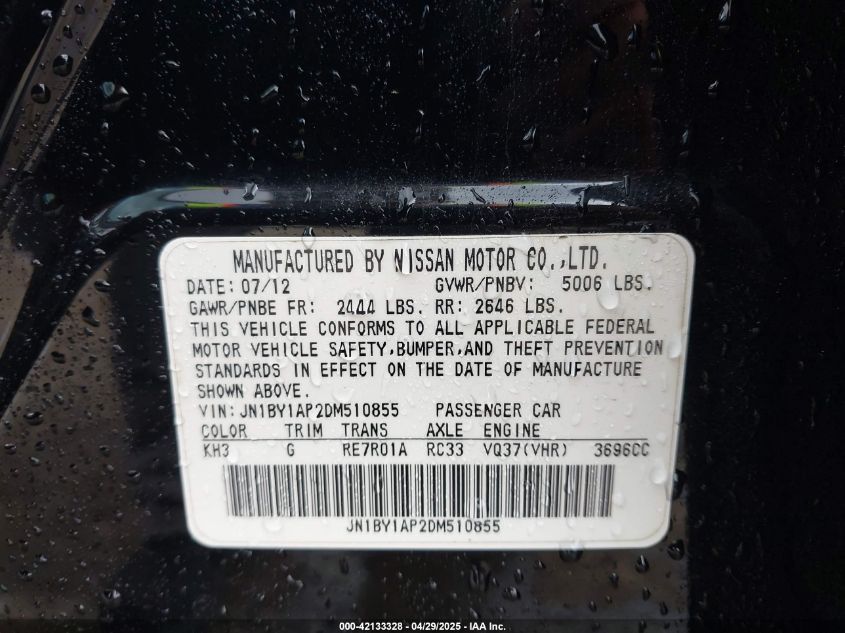 MANUFACTURED BY NISSAN MOTOR CO.,LTD.
DATE: 07/12 GVWR/PNBV: 5006 LBS.
GAWR/PNBE FR: 2444 LBS. RR: 2646 LBS.
THIS VEHICLE CONFORMS TO ALL APPLICABLE FEDERAL
MOTOR VEHICLE SAFETY,BUMPER,AND THEFT PREVENTION
STANDARDS IN EFFECT ON THE DATE OF MANUFACTURE
SHOWN ABOVE.
VIN: JN1BY1AP2DM510855 PASSENGER CAR
COLOR TRIM TRANS AXLE ENGINE
KH3 G RE7R01A RC33 VQ37(VHR) 3696CC
JN1BY1AP2DM510855
000-42133328 - 04/29/2025 - IAA Inc.